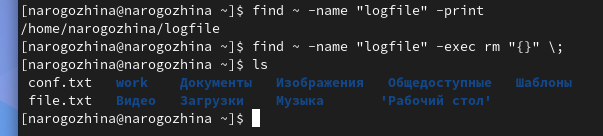 [narogozhina@narogozhina ~]$ find ~ -name "logfile" -print
/home/narogozhina/logfile
[narogozhina@narogozhina ~]$ find ~ -name "logfile" -exec rm "{}" \;
[narogozhina@narogozhina ~]$ ls
conf.txt work Документы Изображения Общедоступные Шаблоны
file.txt Видео Загрузки Музыка 'Рабочий стол'
[narogozhina@narogozhina ~]$